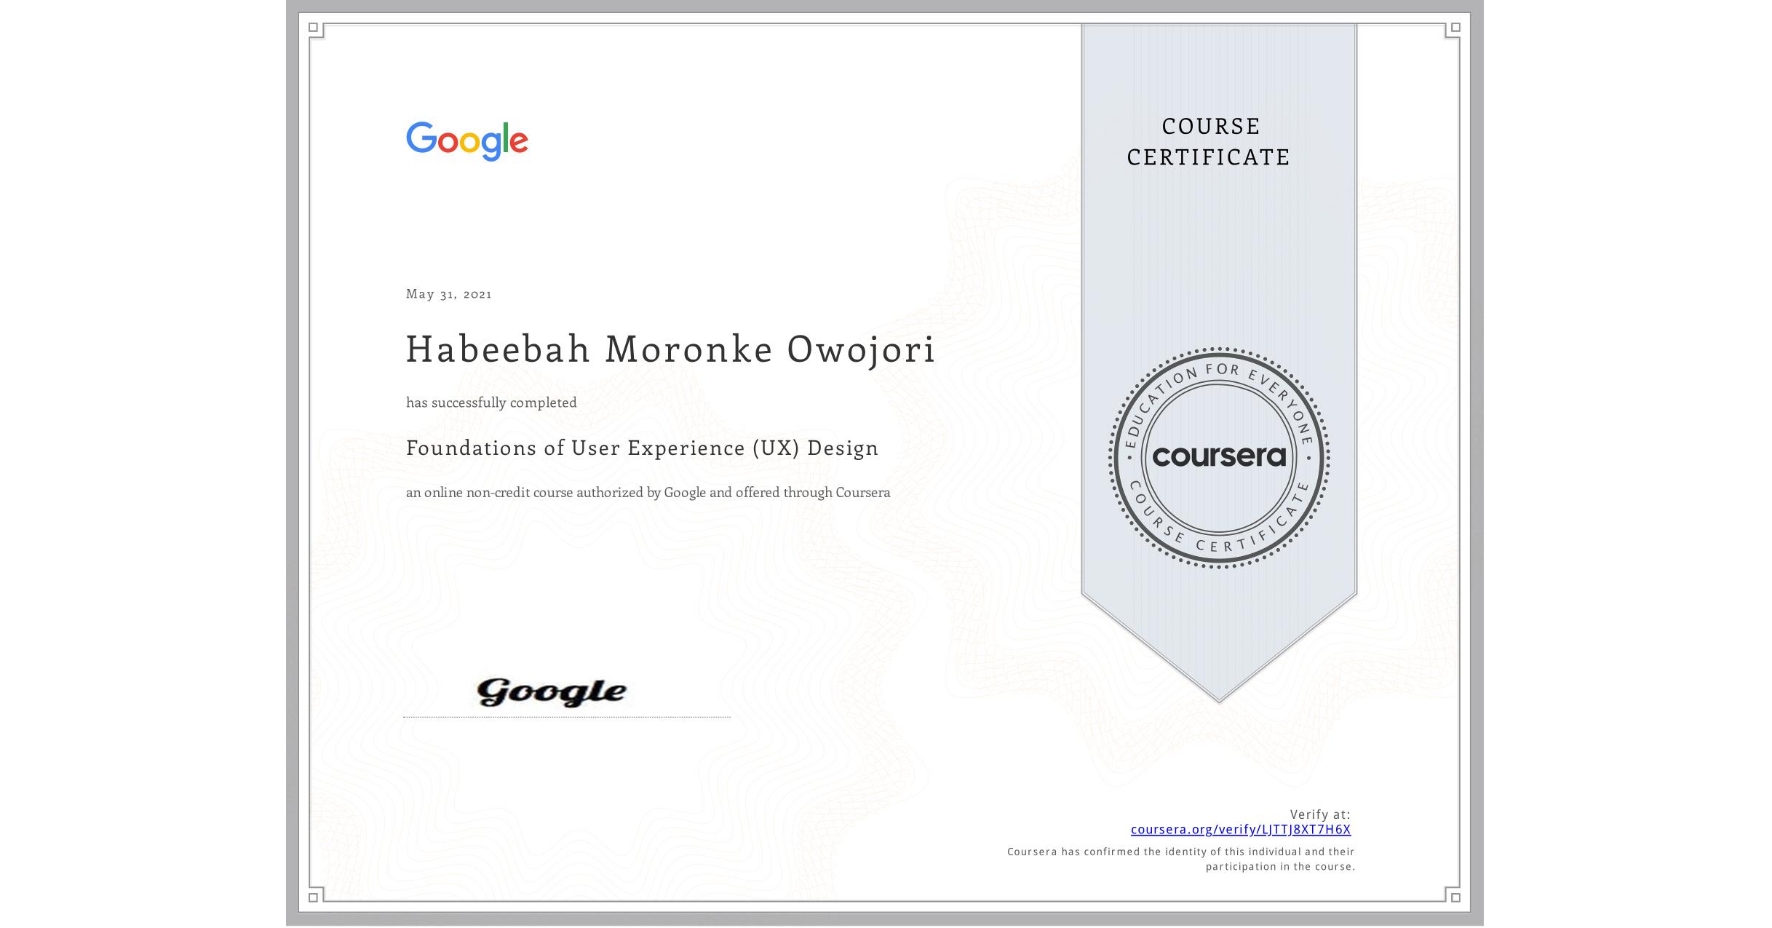 Google
COURSE
CERTIFICATE
May 31, 2021
Habeebah Moronke Owojori
has successfully completed
Foundations of User Experience (UX) Design
an online non-credit course authorized by Google and offered through Coursera
EDUCATION FOR EVERYONE
coursera
COURSE CERTIFICATE
Google
Verify at:
coursera.org/verify/LJTTJ8XT7H6X
Coursera has confirmed the identity of this individual and their
participation in the course.